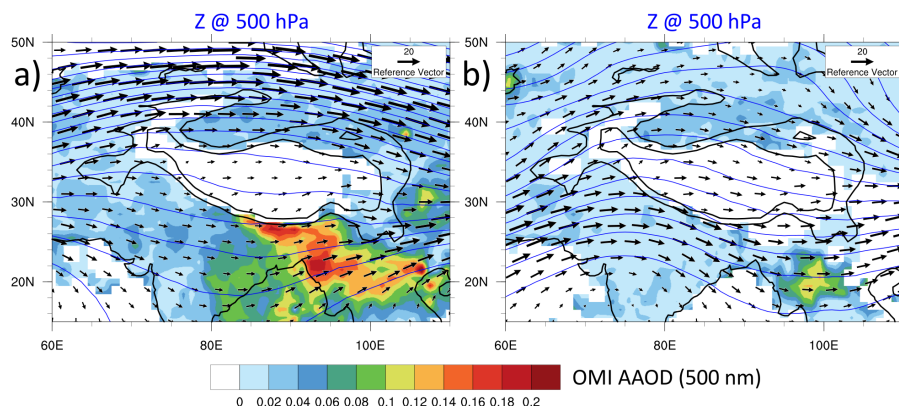 Z @ 500 hPa
Z @ 500 hPa
a)
b)
50N
40N
30N
20N
20
Reference Vector
50N
40N
30N
20N
20
Reference Vector
60E 80E 100E
60E 80E 100E
0 0.02 0.04 0.06 0.08 0.1 0.12 0.14 0.16 0.18 0.2
OMI AAOD (500 nm)